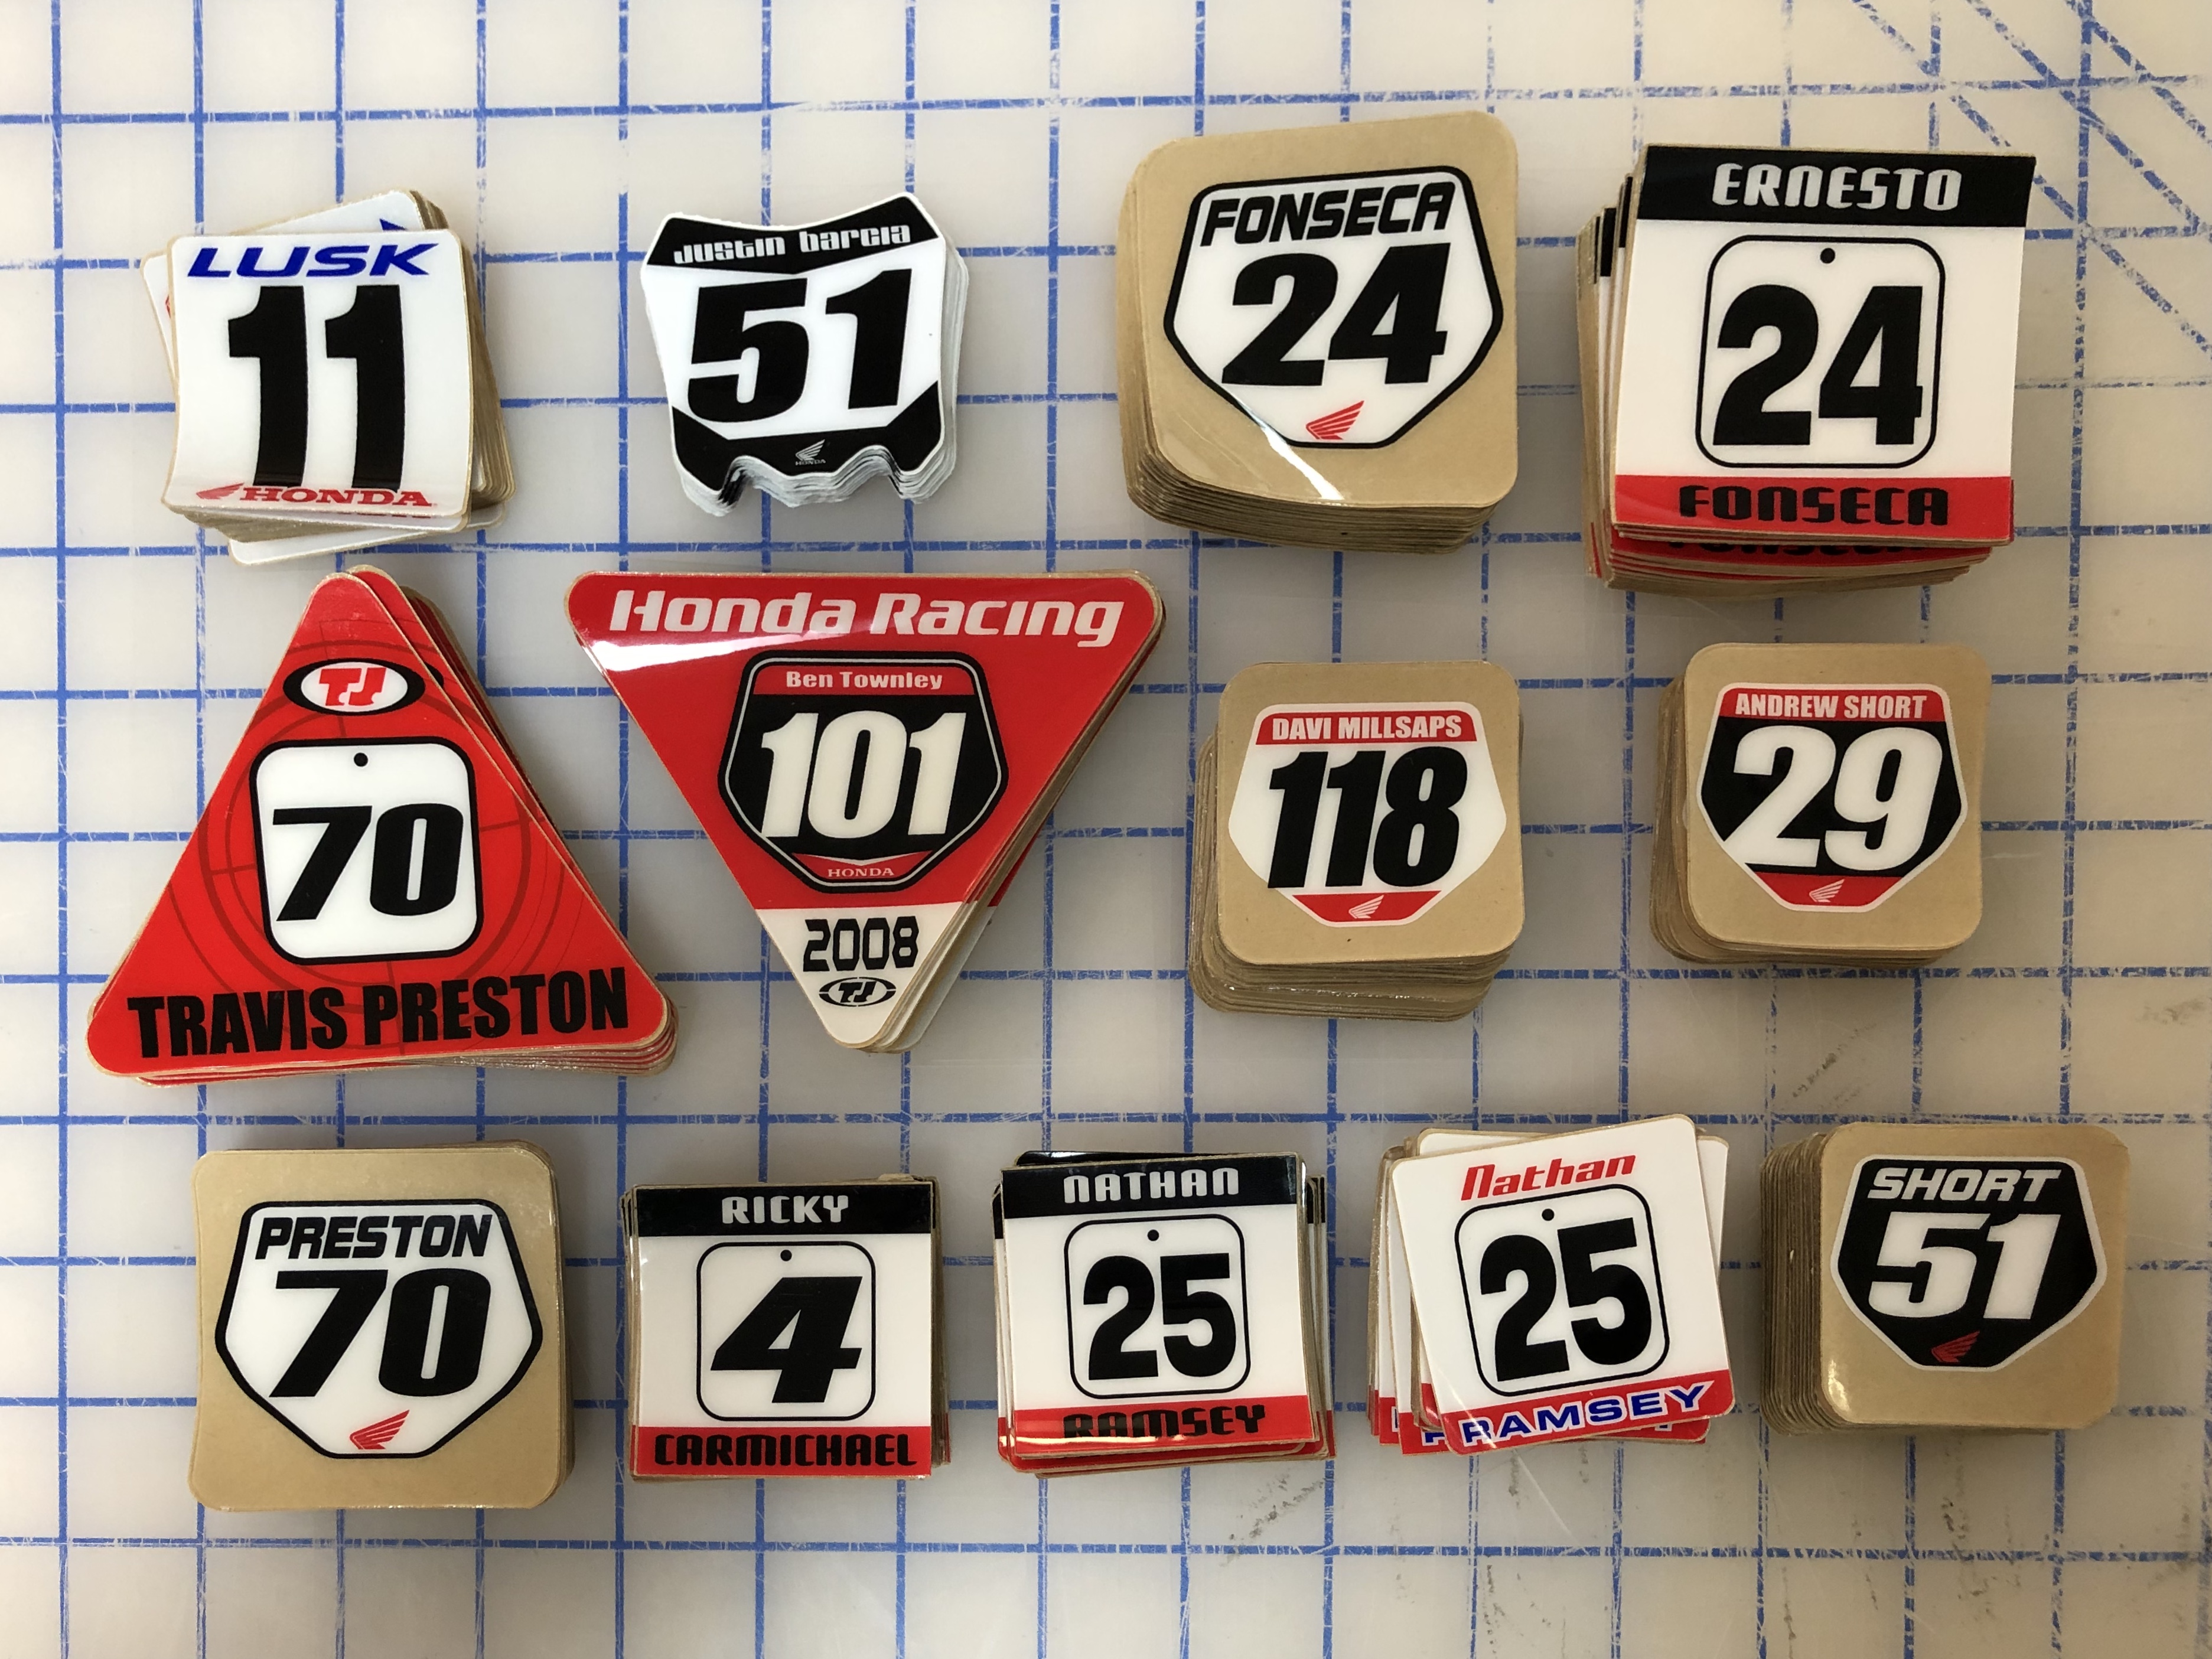 LUSK
11
HONDA
justin barcia
51
HONDA
FONSECA
24
ERNESTO
24
FONSECA
TJ
70
TRAVIS PRESTON
Honda Racing
Ben Townley
101
HONDA
2008
TJ
DAVI MILLSAPS
118
ANDREW SHORT
29
PRESTON
70
RICKY
4
CARMICHAEL
NATHAN
25
RAMSEY
Nathan
25
RAMSEY
SHORT
51